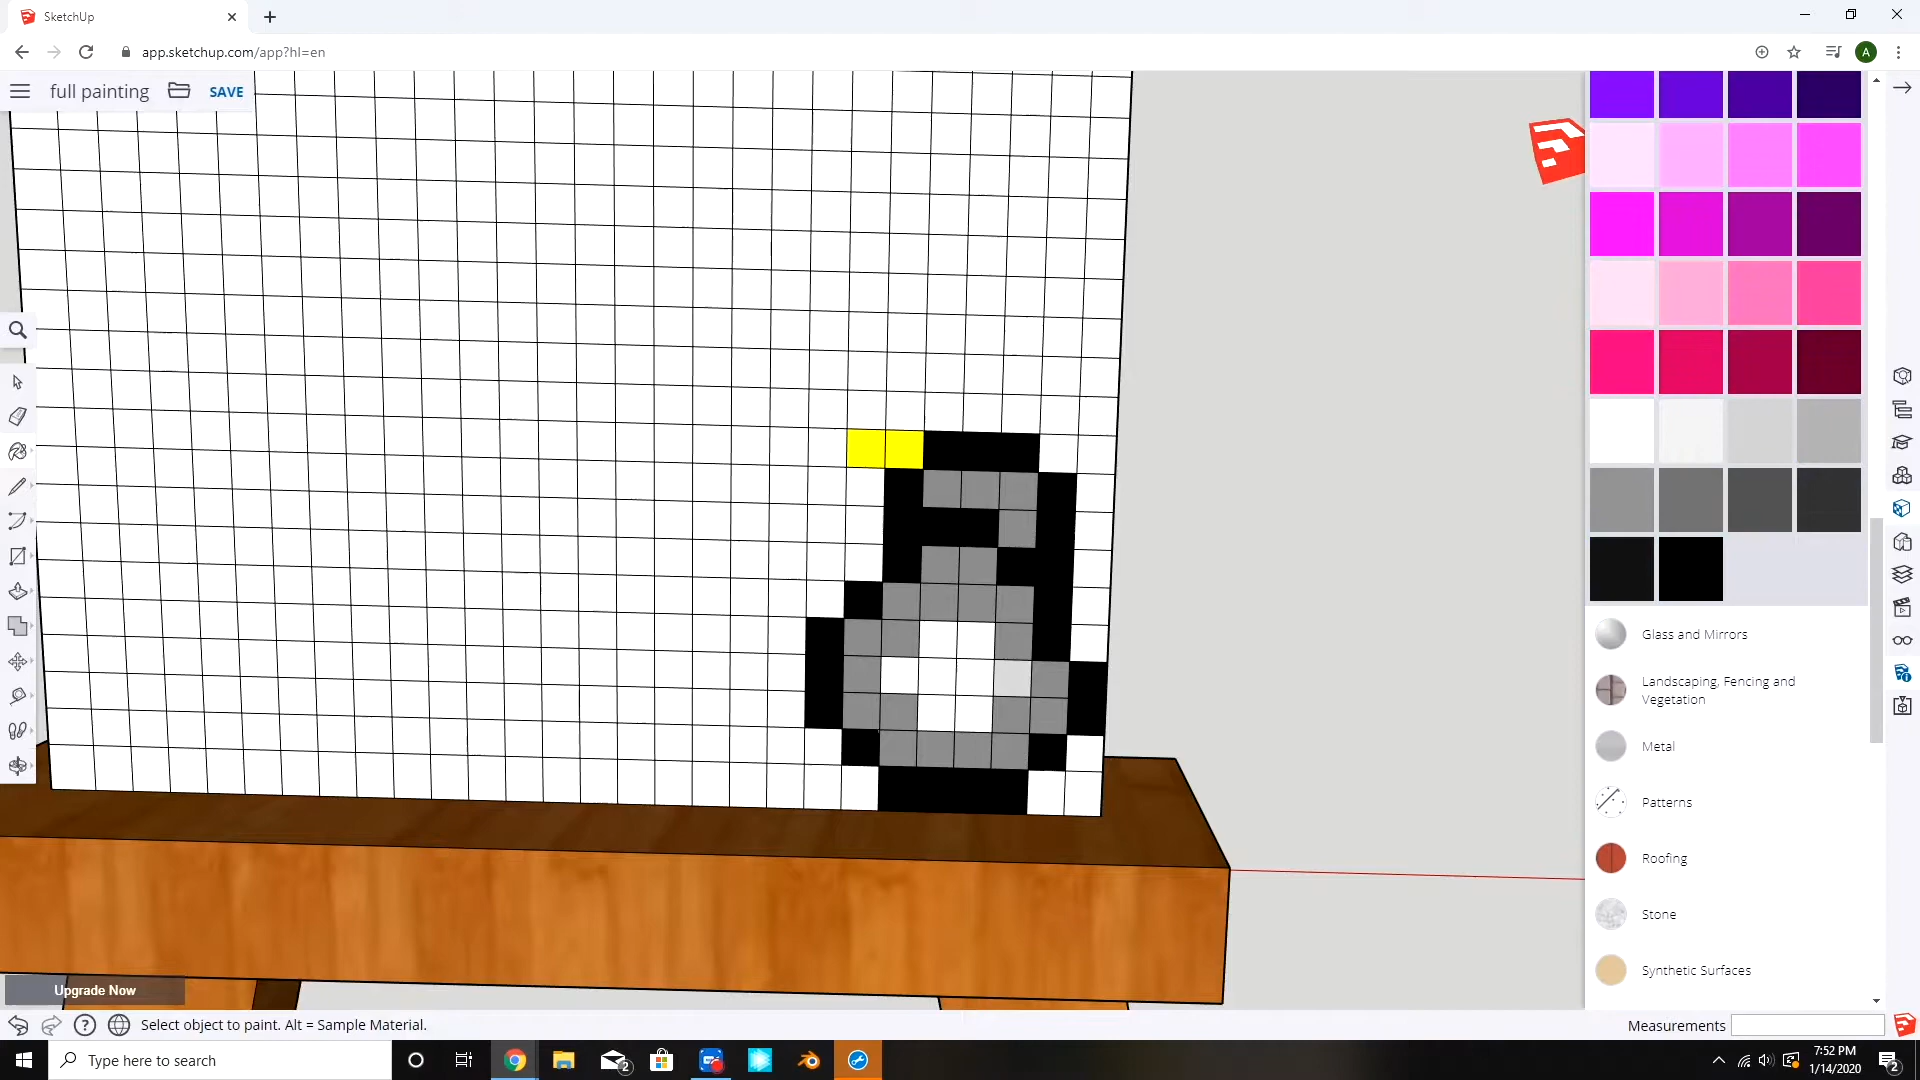 SketchUp
app.sketchup.com/app?hl=en
A
full painting
SAVE
Glass and Mirrors
Landscaping, Fencing and
Vegetation
Metal
Patterns
Roofing
Stone
Synthetic Surfaces
Upgrade Now
Select object to paint. Alt = Sample Material.
Measurements
Type here to search
2
7:52 PM
1/14/2020
2